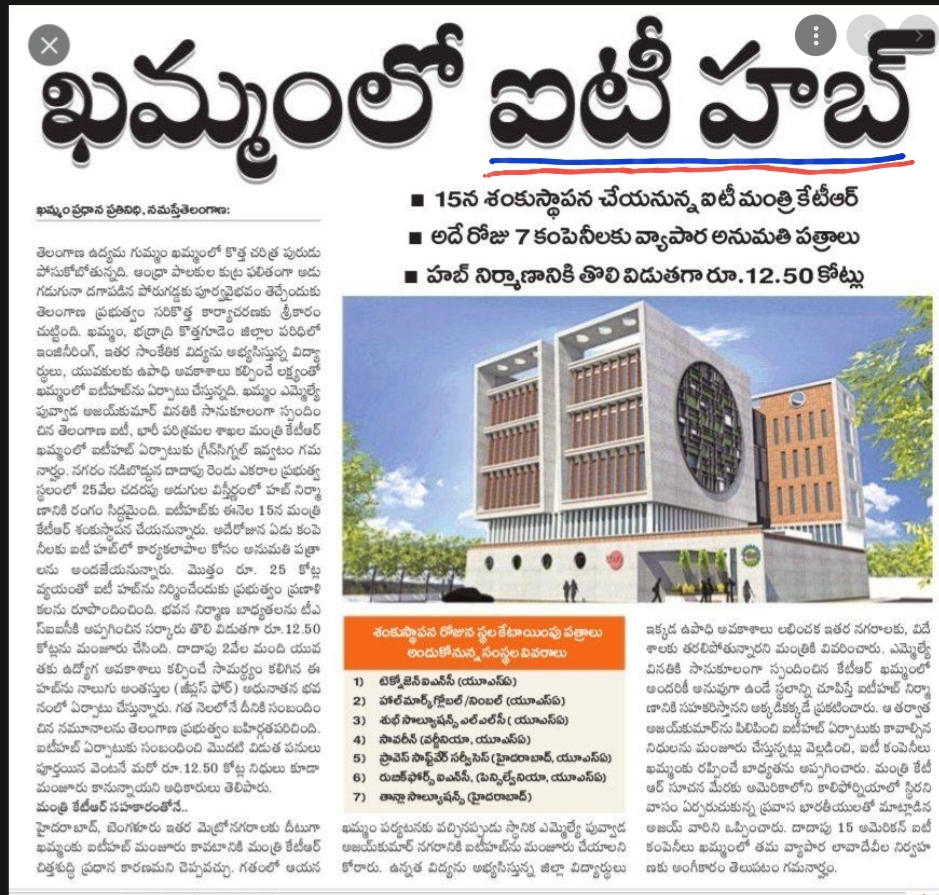 ఖమ్మంలో ఐటీ హబ్
■ 15న శంకుస్థాపన చేయనున్న ఐటీ మంత్రి కేటీఆర్
■ అదే రోజు 7 కంపెనీలకు వ్యాపార అనుమతి పత్రాలు
■ హబ్ నిర్మాణానికి తొలి విడుతగా రూ.12.50 కోట్లు
ఖమ్మం ప్రధాన ప్రతినిధి, నమస్తేతెలంగాణ:
తెలంగాణ ఉద్యమ గుమ్మం ఖమ్మంలో కొత్త చరిత్ర పురుడు
పోసుకోబోతున్నది. ఆంధ్రా పాలకుల కుట్ర ఫలితంగా అడు
గడుగునా దగాపడిన పోరుగడ్డకు పూర్వవైభవం తెచ్చేందుకు
తెలంగాణ ప్రభుత్వం సరికొత్త కార్యాచరణకు శ్రీకారం
చుట్టింది. ఖమ్మం, భద్రాద్రి కొత్తగూడెం జిల్లాల పరిధిలో
ఇంజినీరింగ్, ఇతర సాంకేతిక విద్యను అభ్యసిస్తున్న విద్యా
ర్థులు, యువకులకు ఉపాధి అవకాశాలు కల్పించే లక్ష్యంతో
ఖమ్మంలో ఐటీహబ్‌ను ఏర్పాటు చేస్తున్నది. ఖమ్మం ఎమ్మెల్యే
పువ్వాడ అజయ్‌కుమార్ వినతికి సానుకూలంగా స్పందిం
చిన తెలంగాణ ఐటీ, భారీ పరిశ్రమల శాఖల మంత్రి కేటీఆర్
ఖమ్మంలో ఐటీహబ్ ఏర్పాటుకు గ్రీన్‌సిగ్నల్ ఇవ్వటం గమ
నార్హం. నగరం నడిబొడ్డున దాదాపు రెండు ఎకరాల ప్రభుత్వ
స్థలంలో 25వేల చదరపు అడుగుల విస్తీర్ణంలో హబ్ నిర్మా
ణానికి రంగం సిద్ధమైంది. ఐటీహబ్‌కు ఈనెల 15న మంత్రి
కేటీఆర్ శంకుస్థాపన చేయనున్నారు. అదేరోజున ఏడు కంపె
నీలకు ఐటీ హబ్‌లో కార్యకలాపాల కోసం అనుమతి పత్రా
లను అందజేయనున్నారు. మొత్తం రూ. 25 కోట్ల
వ్యయంతో ఐటీ హబ్‌ను నిర్మించేందుకు ప్రభుత్వం ప్రణాళి
కలను రూపొందించింది. భవన నిర్మాణ బాధ్యతలను టీఎ
స్ఐఐసీకి అప్పగించిన సర్కారు తొలి విడుతగా రూ.12.50
కోట్లను మంజూరు చేసింది. దాదాపు 2వేల మంది యువ
తకు ఉద్యోగ అవకాశాలు కల్పించే సామర్థ్యం కలిగిన ఈ
హబ్‌ను నాలుగు అంతస్తుల (జీప్లస్ ఫోర్) అధునాతన భవ
నంలో ఏర్పాటు చేస్తున్నారు. గత నెలలోనే దీనికి సంబంధిం
చిన నమూనాలను తెలంగాణ ప్రభుత్వం బహిర్గతపరిచింది.
ఐటీహబ్ ఏర్పాటుకు సంబంధించి మొదటి విడుత పనులు
పూర్తయిన వెంటనే మరో రూ.12.50 కోట్ల నిధులు కూడా
మంజూరు కానున్నాయని అధికారులు తెలిపారు.
మంత్రి కేటీఆర్ సహకారంతోనే..
హైదరాబాద్, బెంగళూరు ఇతర మెట్రోనగరాలకు దీటుగా
ఖమ్మంకు ఐటీహబ్ మంజూరు కావటానికి మంత్రి కేటీఆర్
చిత్తశుద్ధి ప్రధాన కారణమని చెప్పవచ్చు. గతంలో ఆయన
శంకుస్థాపన రోజున స్థల కేటాయింపు పత్రాలు
అందుకోనున్న సంస్థల వివరాలు
1) టెక్నోజెన్ ఐఎన్‌సీ (యూఎస్ఏ)
2) హాల్‌మార్క్ గ్లోబల్ /నింబల్ (యూఎస్ఏ)
3) శుభ్ సొల్యూషన్స్ ఎల్ఎల్‌సీ ( యూఎస్ఏ)
4) సావరీన్ (వర్జీనియా, యూఎస్ఏ)
5) ప్రావెన్ సాఫ్ట్‌వేర్ సర్వీసెస్ (హైదరాబాద్, యూఎస్ఏ)
6) రుబిక్‌ఫోర్స్ ఐఎన్‌సీ, (పెన్సిల్వేనియా, యూఎస్ఏ)
7) తాన్లా సొల్యూషన్స్ (హైదరాబాద్)
ఖమ్మం పర్యటనకు వచ్చినప్పుడు స్థానిక ఎమ్మెల్యే పువ్వాడ
అజయ్‌కుమార్ నగరానికి ఐటీహబ్‌ను మంజూరు చేయాలని
కోరారు. ఉన్నత విద్యను అభ్యసిస్తున్న జిల్లా విద్యార్థులు
ఇక్కడ ఉపాధి అవకాశాలు లభించక ఇతర నగరాలకు, విదే
శాలకు తరలిపోతున్నారని మంత్రికి వివరించారు. ఎమ్మెల్యే
వినతికి సానుకూలంగా స్పందించిన కేటీఆర్ ఖమ్మంలో
అందరికీ అనువుగా ఉండే స్థలాన్ని చూపిస్తే ఐటీహబ్ నిర్మా
ణానికి సహకరిస్తానని అక్కడికక్కడే ప్రకటించారు. ఆ తర్వాత
అజయ్‌కుమార్‌ను పిలిపించి ఐటీహబ్ ఏర్పాటుకు కావాల్సిన
నిధులను మంజూరు చేస్తున్నట్లు వెల్లడించి, ఐటీ కంపెనీలు
ఖమ్మంకు రప్పించే బాధ్యతను అప్పగించారు. మంత్రి కేటీ
ఆర్ సూచన మేరకు అమెరికాలోని కాలిఫోర్నియాలో స్థిరని
వాసం ఏర్పరుచుకున్న ప్రవాస భారతీయులతో మాట్లాడిన
అజయ్ వారిని ఒప్పించారు. దాదాపు 15 అమెరికన్ ఐటీ
కంపెనీలు ఖమ్మంలో తమ వ్యాపార లావాదేవీల నిర్వహ
ణకు అంగీకారం తెలుపటం గమనార్హం.